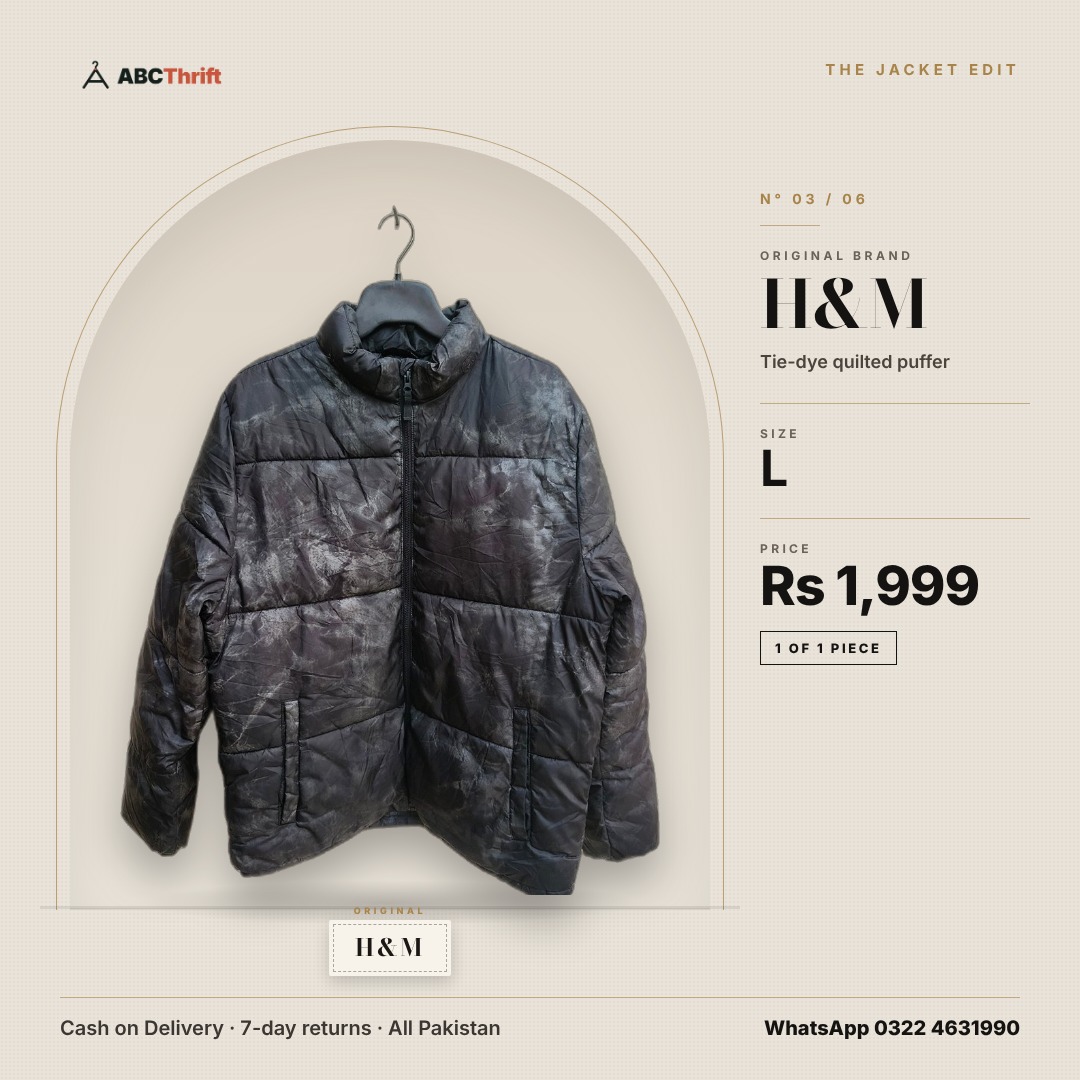 ABCThrift
THE JACKET EDIT
N° 03 / 06
ORIGINAL BRAND
H&M
Tie-dye quilted puffer
SIZE
L
PRICE
Rs 1,999
1 OF 1 PIECE
ORIGINAL
H&M
Cash on Delivery · 7-day returns · All Pakistan
WhatsApp 0322 4631990